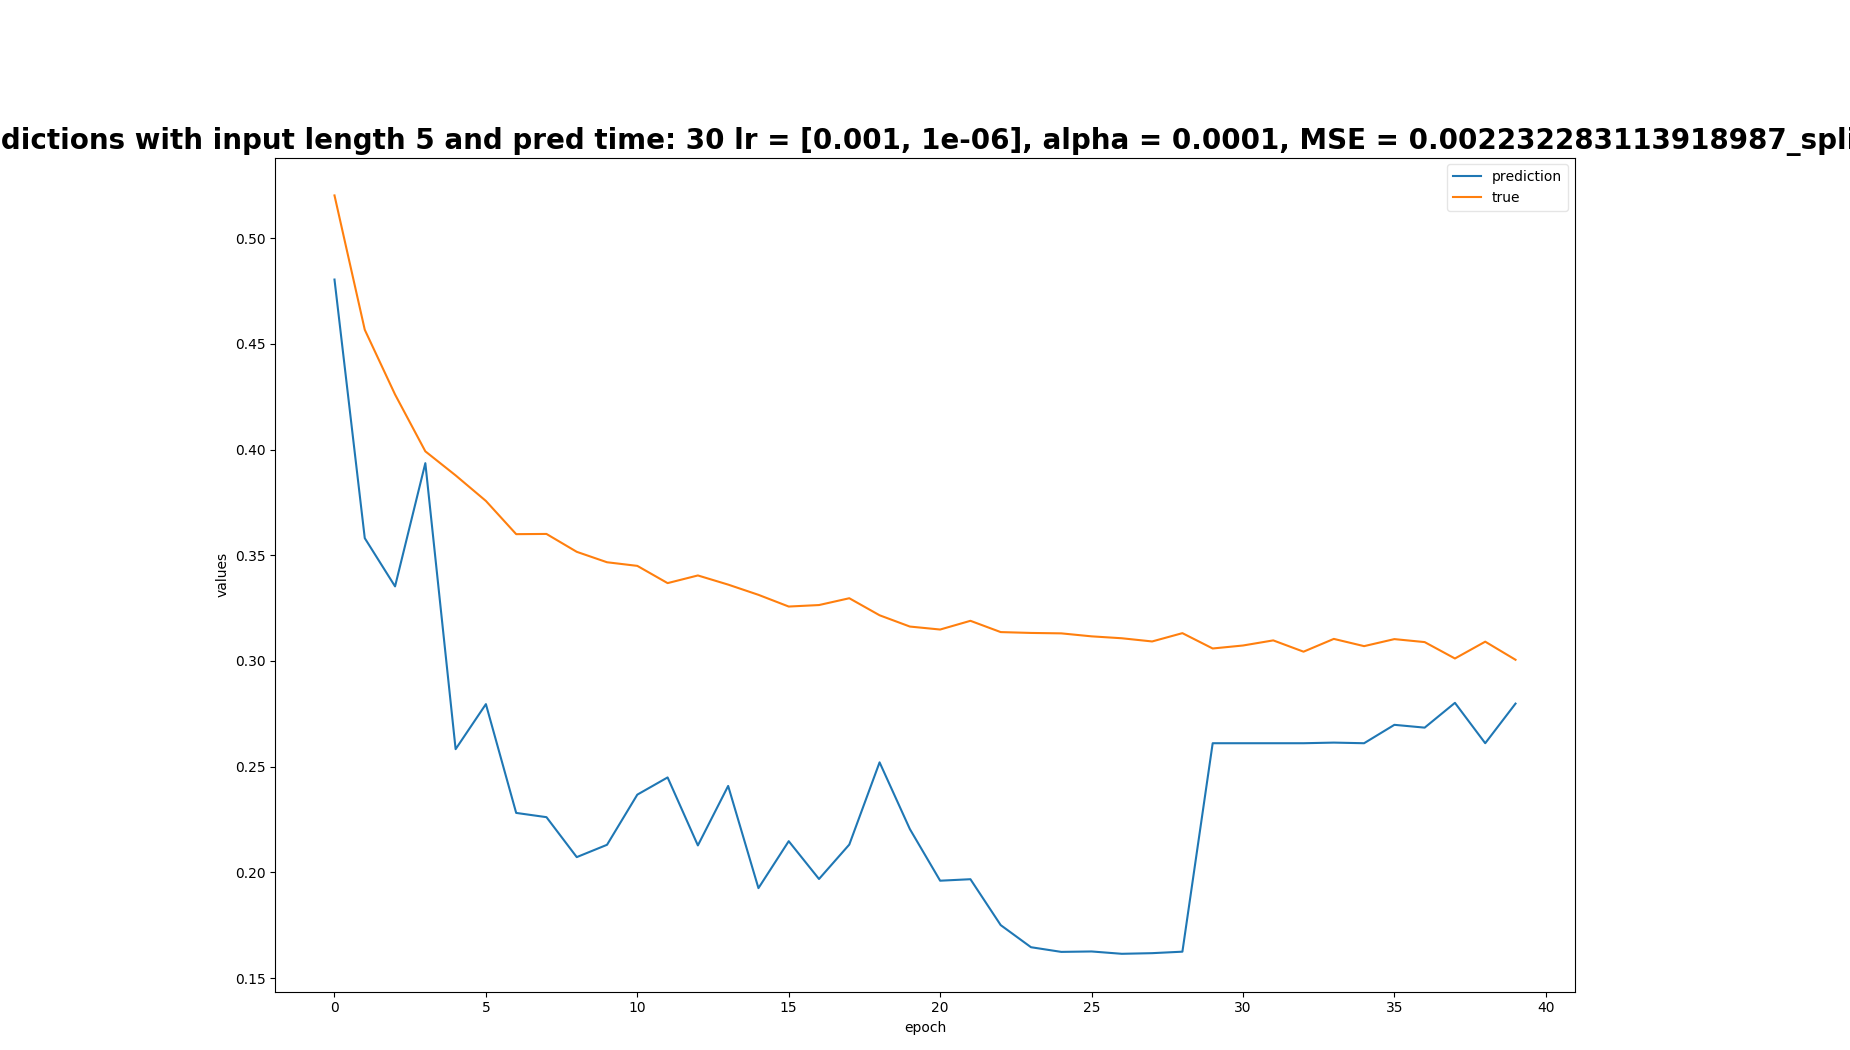 dictions with input length 5 and pred time: 30 lr = [0.001, 1e-06], alpha = 0.0001, MSE = 0.002232283113918987_spli
prediction
true
0.50
0.45
0.40
0.35
0.30
0.25
0.20
0.15
values
0 5 10 15 20 25 30 35 40
epoch